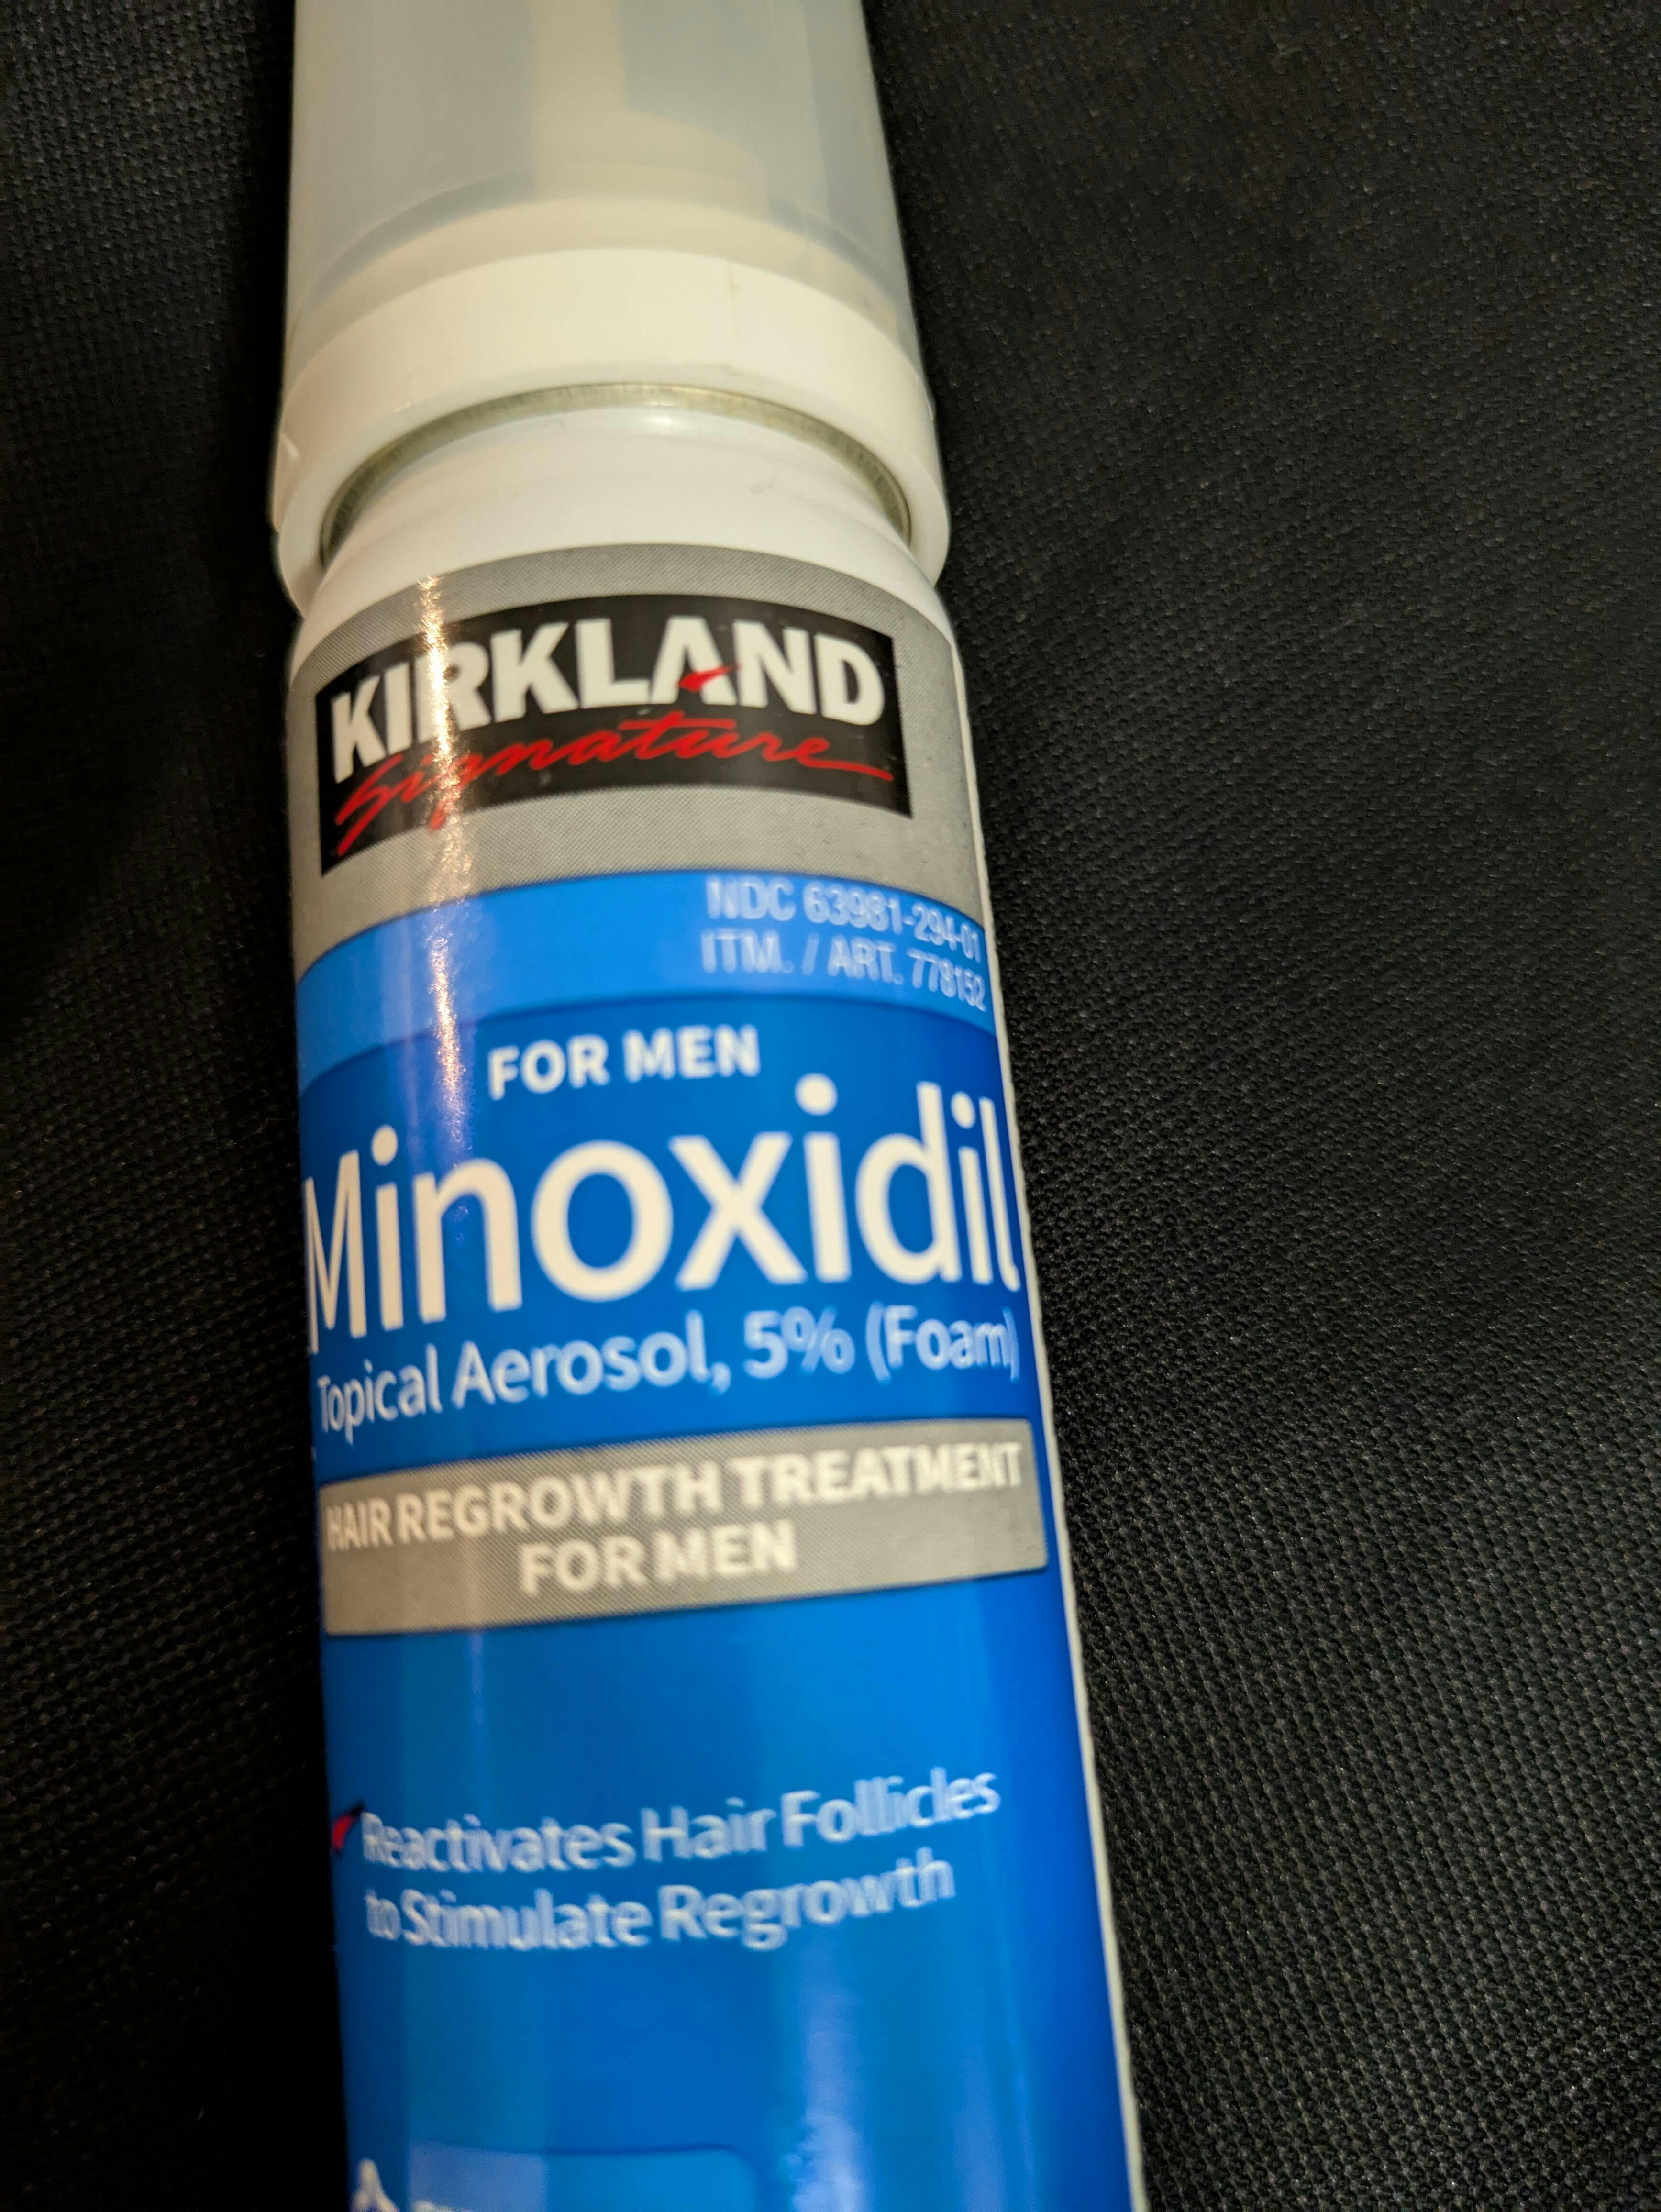 KIRKLAND
Signature
NDC 63981-294-01
ITM. / ART. 778152
FOR MEN
Minoxidil
Topical Aerosol, 5% (Foam)
HAIR REGROWTH TREATMENT
FOR MEN
Reactivates Hair Follicles
to Stimulate Regrowth